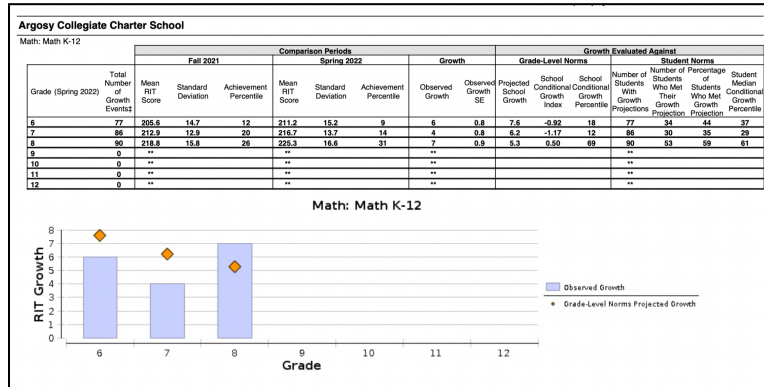 Argosy Collegiate Charter School
Math: Math K-12
Comparison Periods Growth Evaluated Against
Fall 2021 Spring 2022 Growth Grade-Level Norms Student Norms
Grade (Spring 2022) Total Number of Growth Events‡ Mean RIT Score Standard Deviation Achievement Percentile Mean RIT Score Standard Deviation Achievement Percentile Observed Growth Observed Growth SE Projected School Growth School Conditional Growth Index School Conditional Growth Percentile Number of Students With Growth Projections Number of Students Who Met Their Growth Projection Percentage of Students Who Met Growth Projection Student Median Conditional Growth Percentile
6 77 205.6 14.7 12 211.2 15.2 9 6 0.8 7.6 -0.92 18 77 34 44 37
7 86 212.9 12.9 20 216.7 13.7 14 4 0.8 6.2 -1.17 12 86 30 35 29
8 90 218.8 15.8 26 225.3 16.6 31 7 0.9 5.3 0.50 69 90 53 59 61
9 0 ** ** ** **
10 0 ** ** ** **
11 0 ** ** ** **
12 0 ** ** ** **
Math: Math K-12
RIT Growth
8
7
6
5
4
3
2
1
0
6 7 8 9 10 11 12
Grade
Observed Growth
Grade-Level Norms Projected Growth